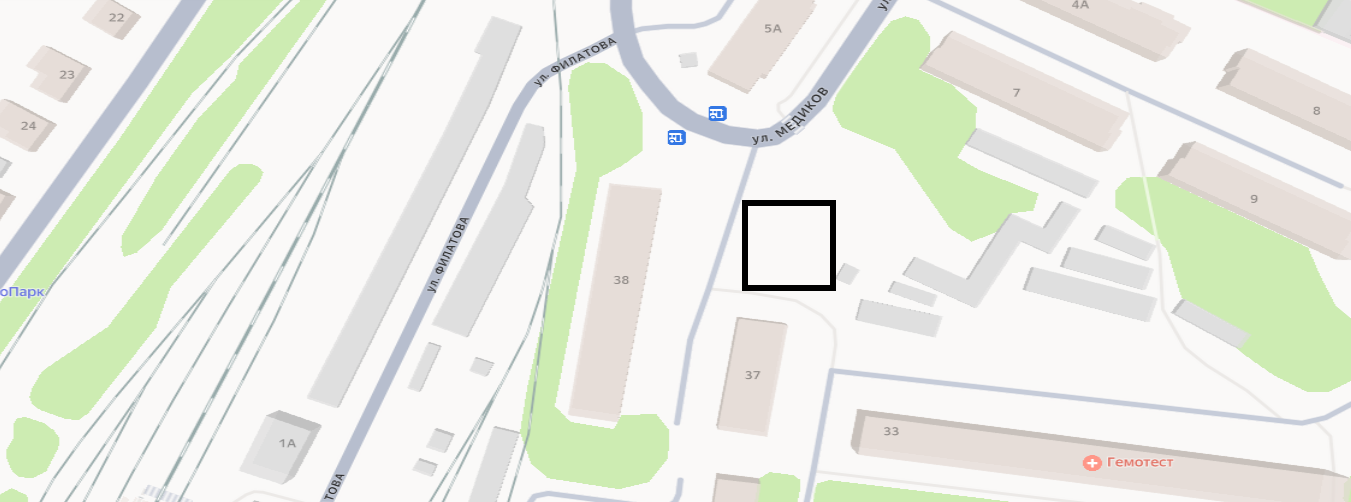 22
4А
5А
23
ул. ФИЛАТОВА
7
8
24
ул. МЕДИКОВ
9
ул. ФИЛАТОВА
38
оПарк
37
33
1А
Гемотест
АТОВА